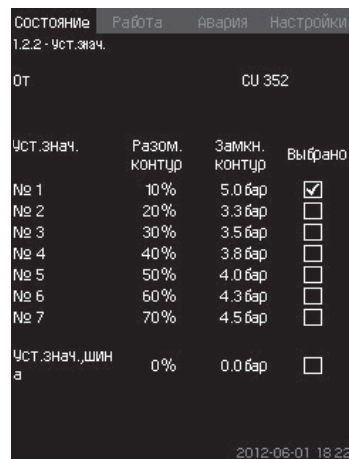 Состояние Работа Авария Настройки
1.2.2 - Уст.знач.
От CU 352
Уст.знач. Разом. контур Замкн. контур Выбрано
№ 1 10% 5.0 бар
№ 2 20% 3.3 бар
№ 3 30% 3.5 бар
№ 4 40% 3.8 бар
№ 5 50% 4.0 бар
№ 6 60% 4.3 бар
№ 7 70% 4.5 бар
Уст.знач.,шин
а 0% 0.0 бар
2012-06-01 18:22